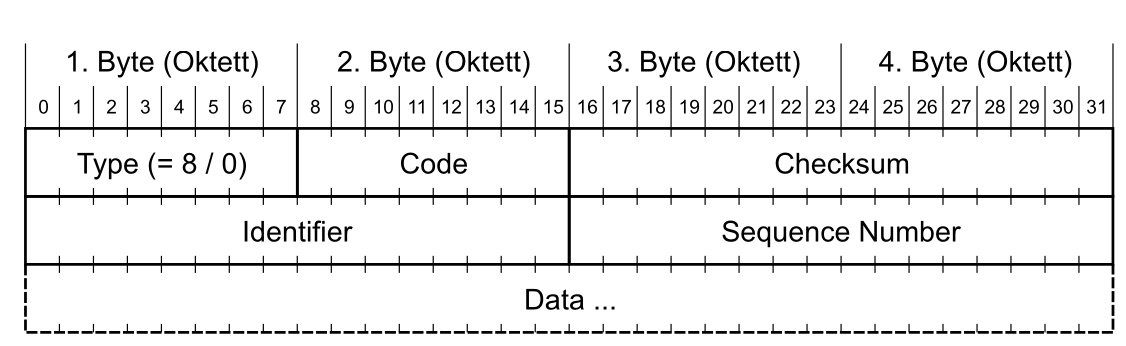 1. Byte (Oktett) 2. Byte (Oktett) 3. Byte (Oktett) 4. Byte (Oktett)
0 1 2 3 4 5 6 7 8 9 10 11 12 13 14 15 16 17 18 19 20 21 22 23 24 25 26 27 28 29 30 31
Type (= 8 / 0) Code Checksum
Identifier Sequence Number
Data ...